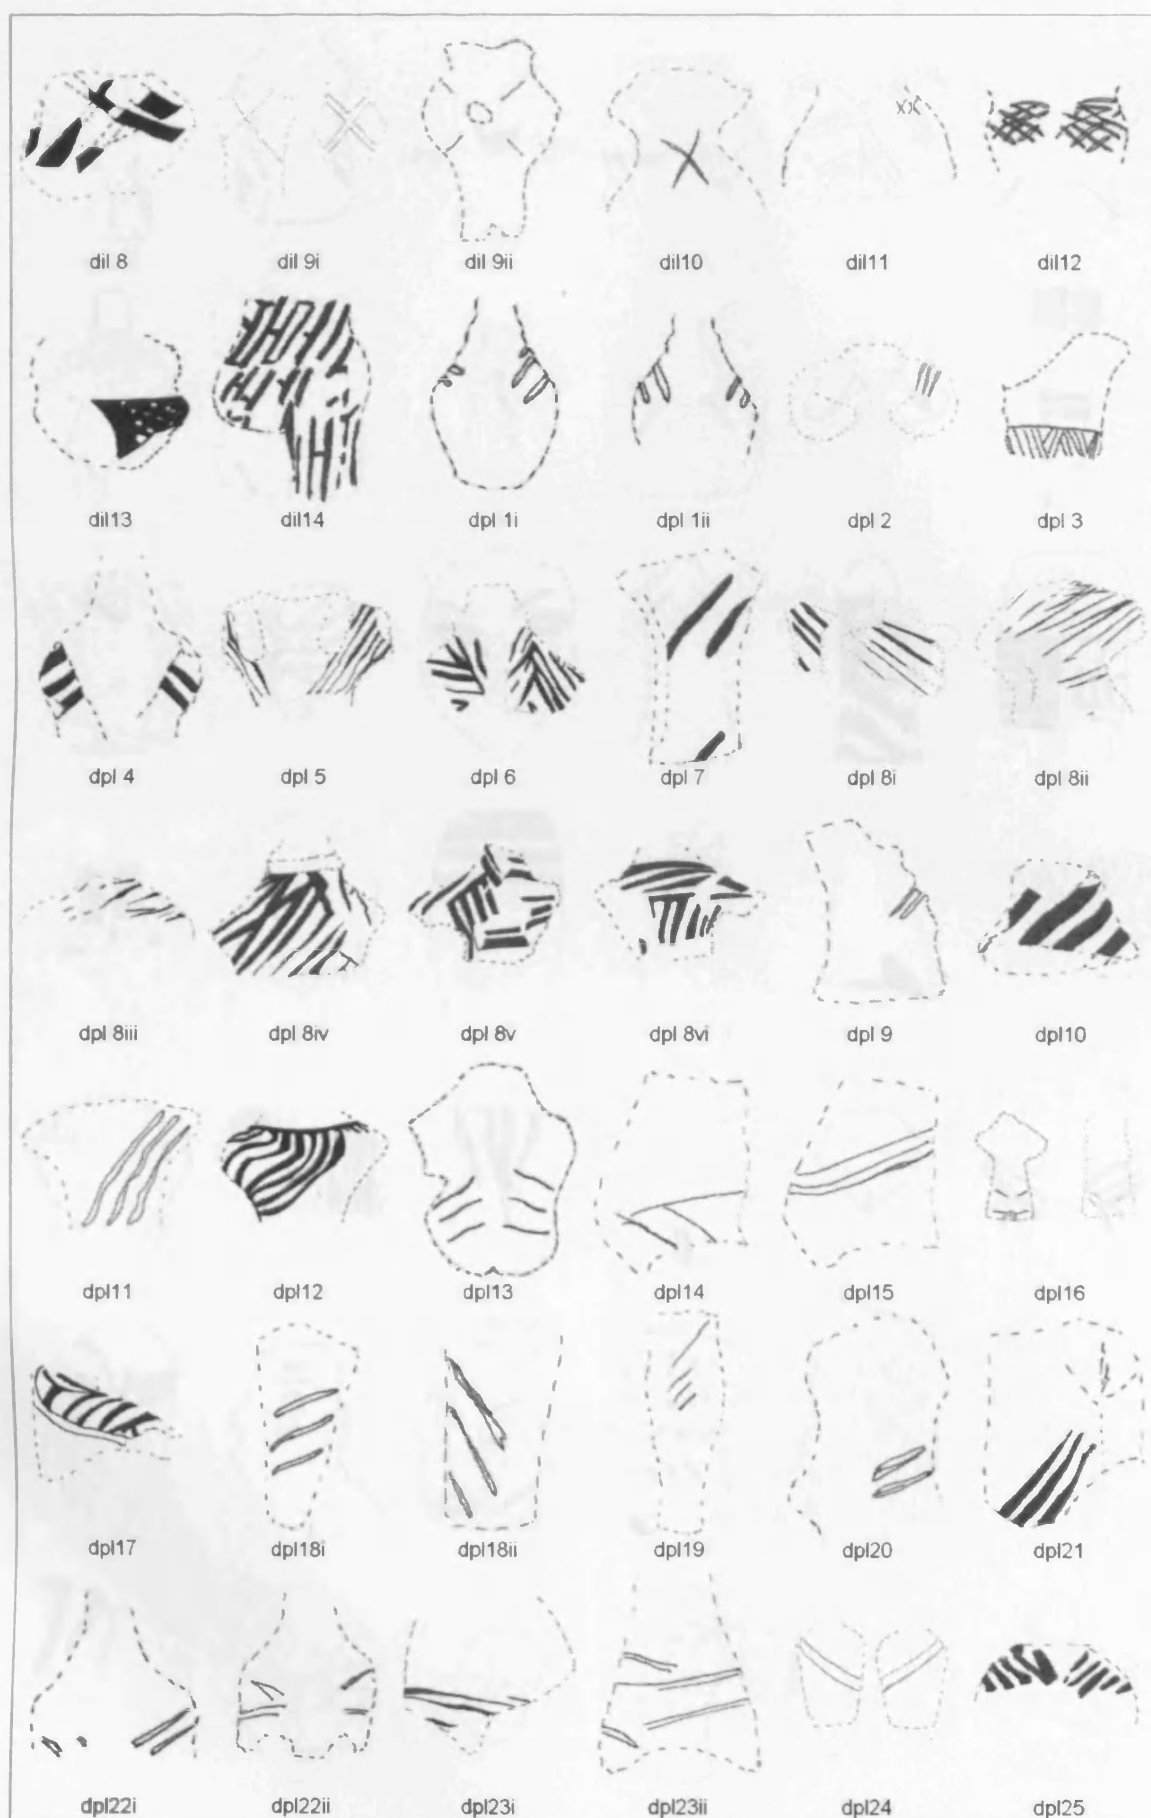 dil 8 dil 9i dil 9ii dil10 dil11 dil12
dil13 dil14 dpl 1i dpl 1ii dpl 2 dpl 3
dpl 4 dpl 5 dpl 6 dpl 7 dpl 8i dpl 8ii
dpl 8iii dpl 8iv dpl 8v dpl 8vi dpl 9 dpl10
dpl11 dpl12 dpl13 dpl14 dpl15 dpl16
dpl17 dpl18i dpl18ii dpl19 dpl20 dpl21
dpl22i dpl22ii dpl23i dpl23ii dpl24 dpl25